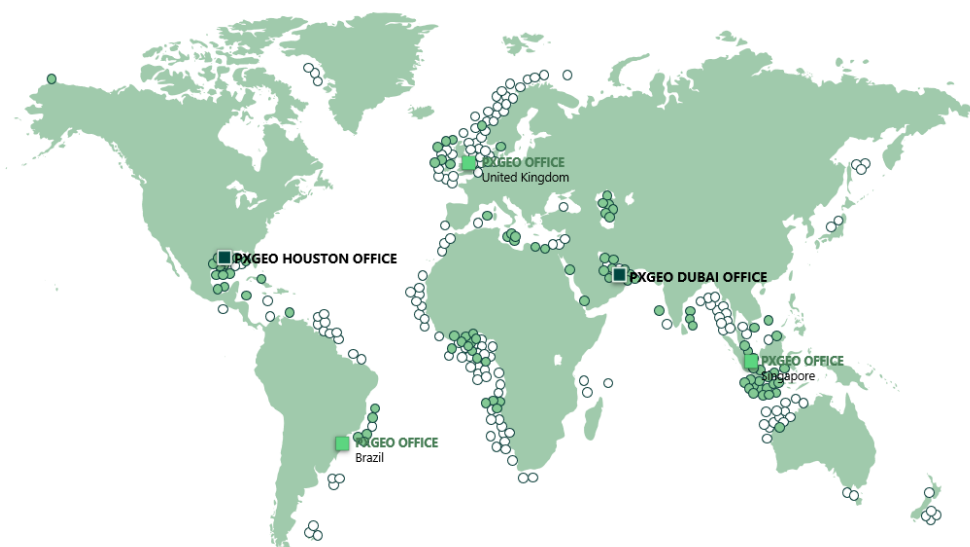 PXGEO OFFICE
United Kingdom
PXGEO HOUSTON OFFICE
PXGEO DUBAI OFFICE
PXGEO OFFICE
Singapore
PXGEO OFFICE
Brazil